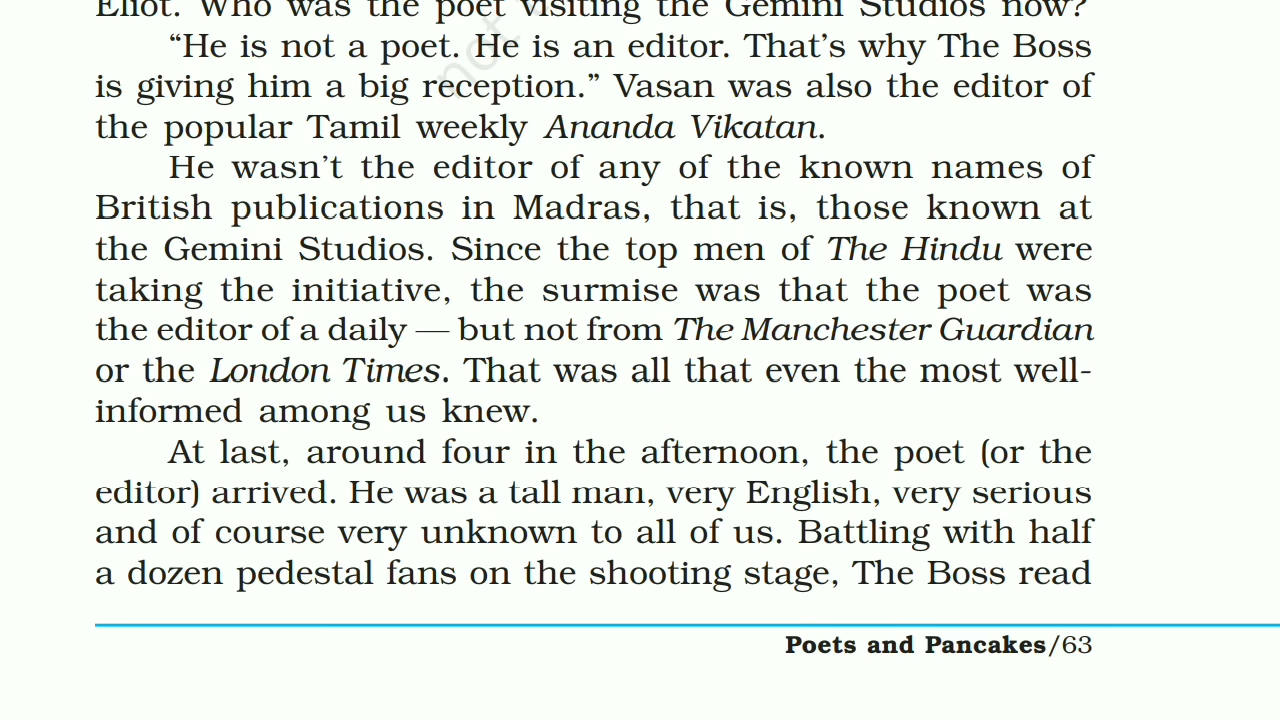 Eliot. Who was the poet visiting the Gemini Studios now?
“He is not a poet. He is an editor. That’s why The Boss
is giving him a big reception.” Vasan was also the editor of
the popular Tamil weekly Ananda Vikatan.
He wasn’t the editor of any of the known names of
British publications in Madras, that is, those known at
the Gemini Studios. Since the top men of The Hindu were
taking the initiative, the surmise was that the poet was
the editor of a daily — but not from The Manchester Guardian
or the London Times. That was all that even the most well-
informed among us knew.
At last, around four in the afternoon, the poet (or the
editor) arrived. He was a tall man, very English, very serious
and of course very unknown to all of us. Battling with half
a dozen pedestal fans on the shooting stage, The Boss read
Poets and Pancakes/63
not